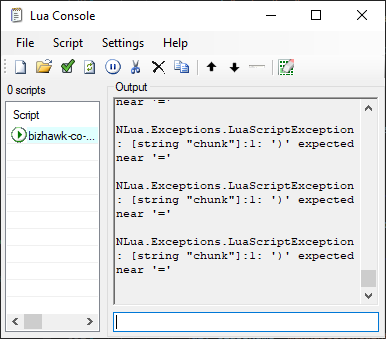 Lua Console
File Script Settings Help
0 scripts
Output
Script
bizhawk-co-...
near '='
NLua.Exceptions.LuaScriptException
: [string "chunk"]:1: ')' expected
near '='
NLua.Exceptions.LuaScriptException
: [string "chunk"]:1: ')' expected
near '='
NLua.Exceptions.LuaScriptException
: [string "chunk"]:1: ')' expected
near '='